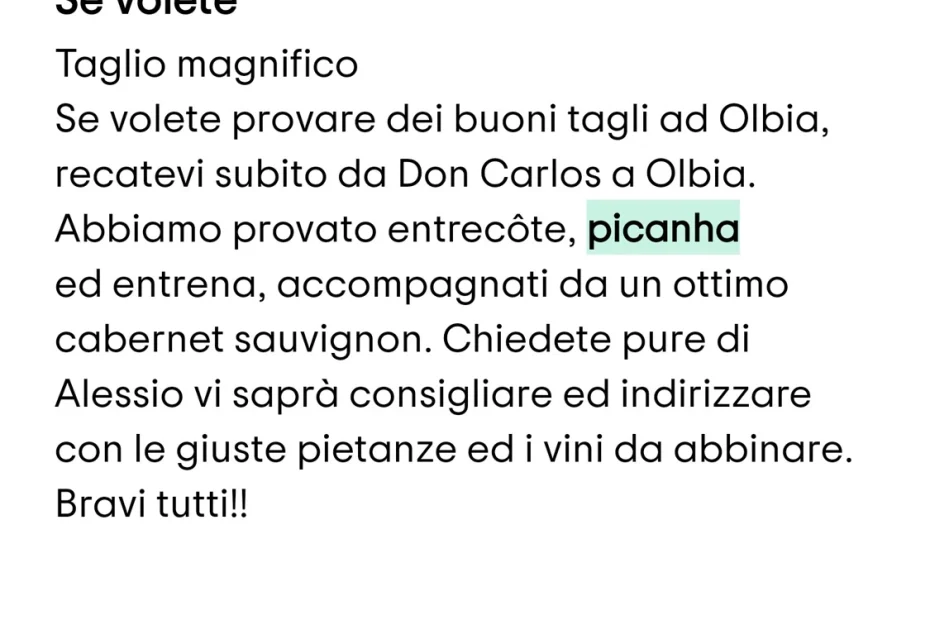 Se volete
Taglio magnifico
Se volete provare dei buoni tagli ad Olbia,
recatevi subito da Don Carlos a Olbia.
Abbiamo provato entrecôte, picanha
ed entrena, accompagnati da un ottimo
cabernet sauvignon. Chiedete pure di
Alessio vi saprà consigliare ed indirizzare
con le giuste pietanze ed i vini da abbinare.
Bravi tutti!!